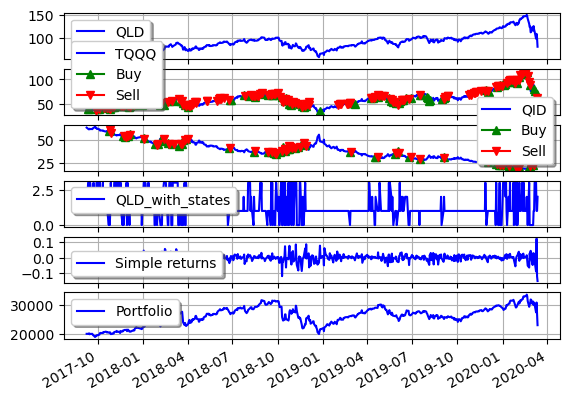 150
100
QLD
100
50
TQQQ
Buy
Sell
50
25
QID
Buy
Sell
2.5
0.0
QLD_with_states
0.1
0.0
−0.1
Simple returns
30000
20000
Portfolio
2017-10
2018-01
2018-04
2018-07
2018-10
2019-01
2019-04
2019-07
2019-10
2020-01
2020-04